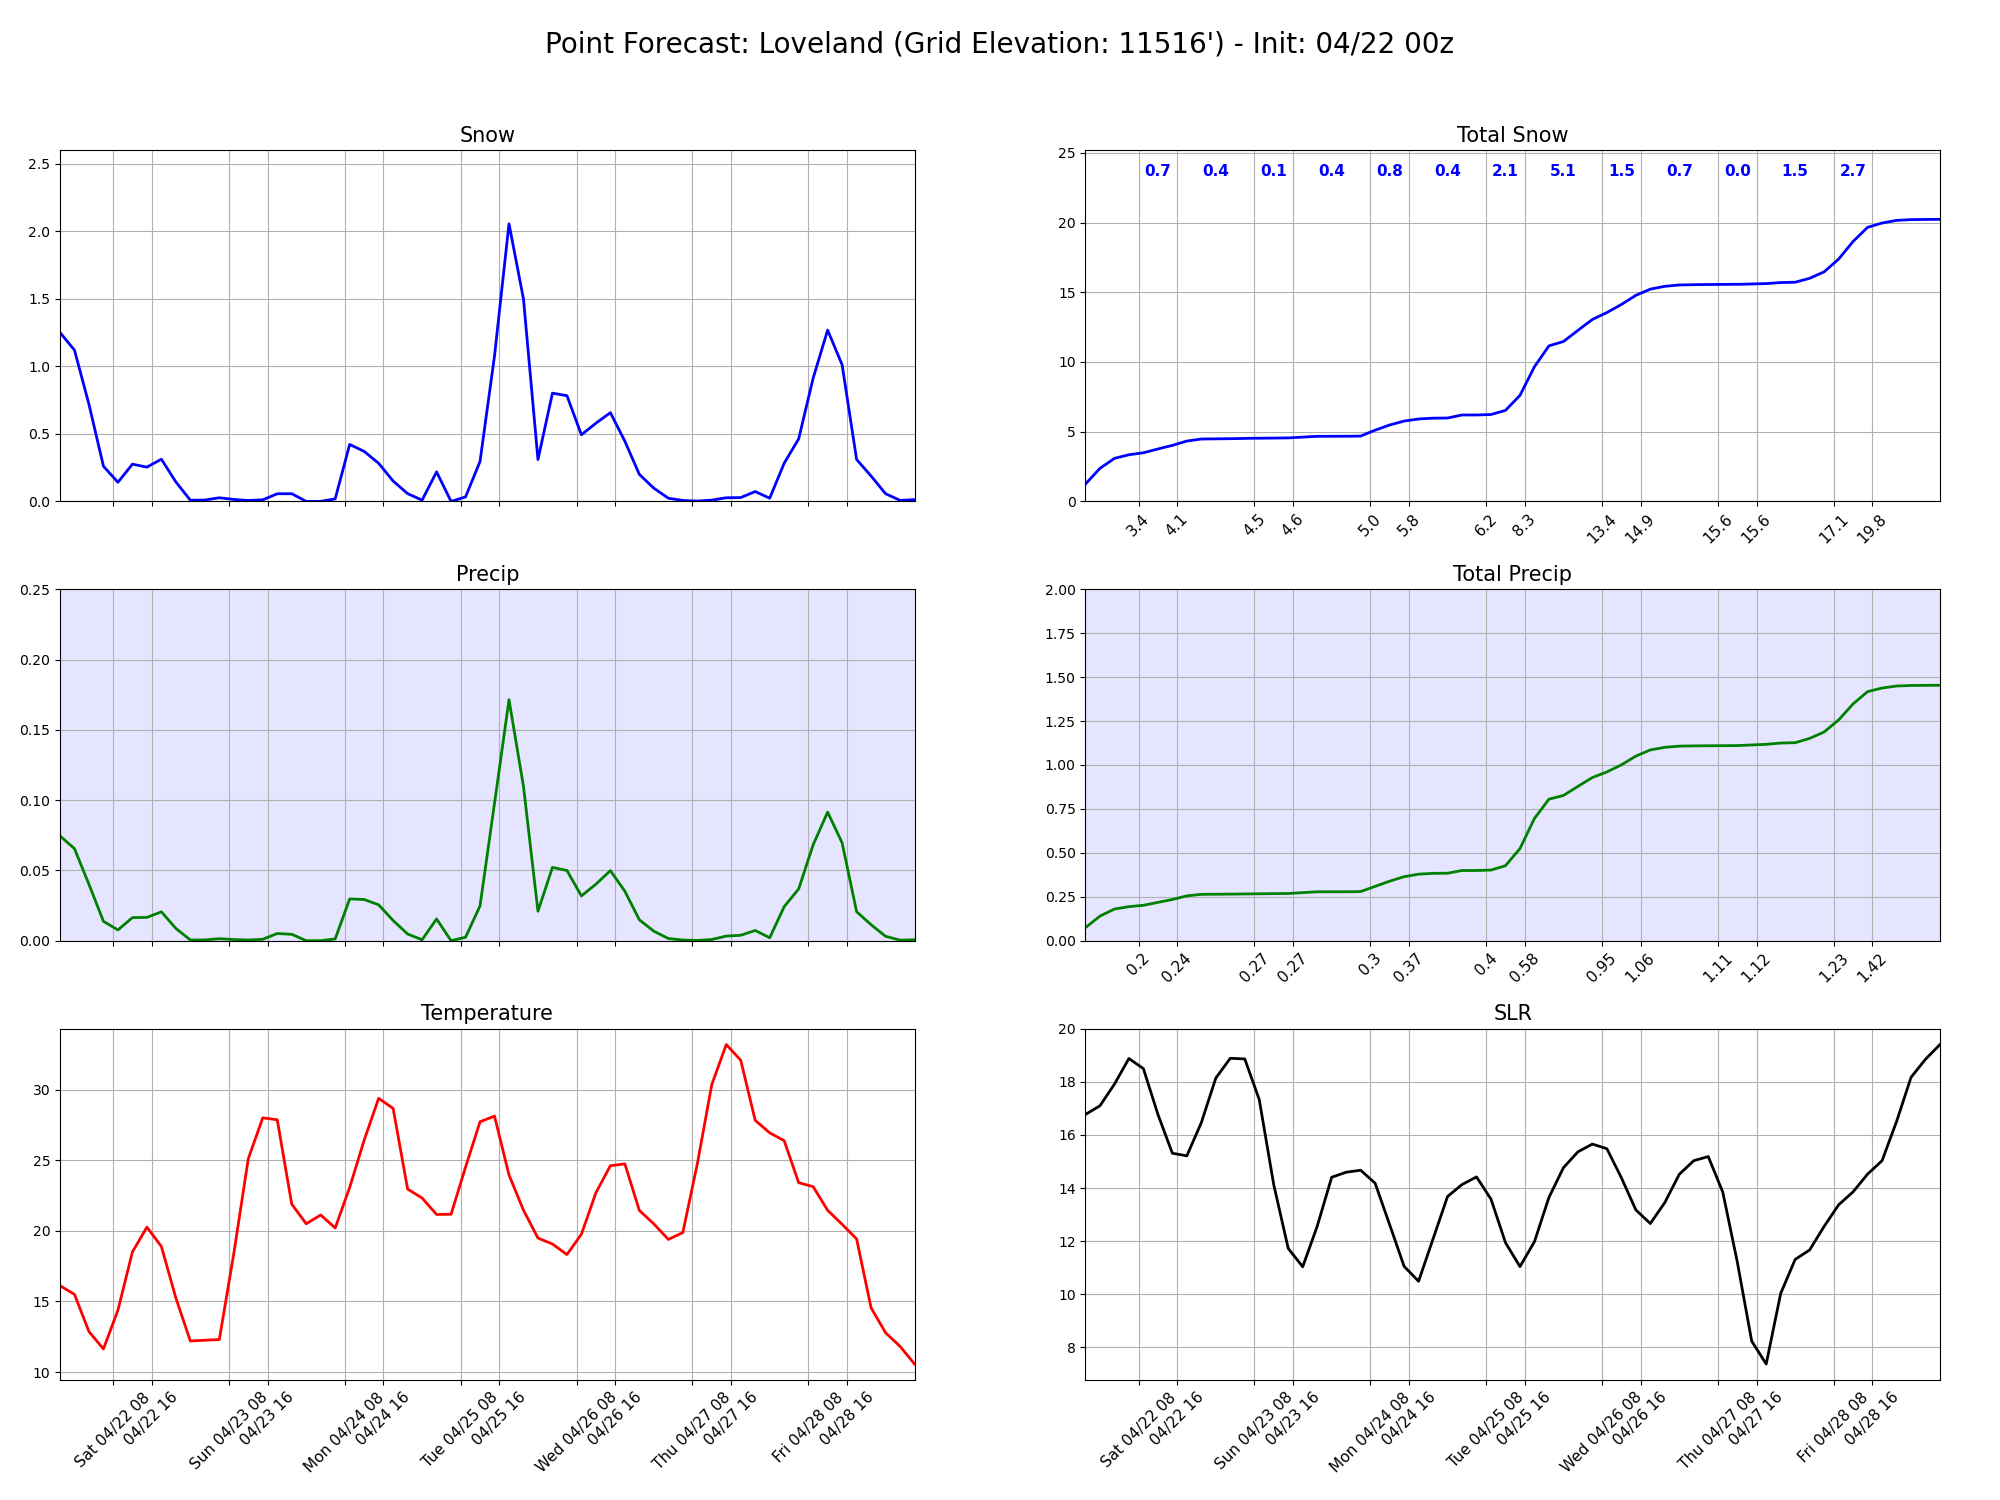 Point Forecast: Loveland (Grid Elevation: 11516') - Init: 04/22 00z
Snow
2.5
2.0
1.5
1.0
0.5
0.0
Total Snow
25
20
15
10
5
0
0.7 0.4 0.1 0.4 0.8 0.4 2.1 5.1 1.5 0.7 0.0 1.5 2.7
3.4 4.1 4.5 4.6 5.0 5.8 6.2 8.3 13.4 14.9 15.6 15.6 17.1 19.8
Precip
0.25
0.20
0.15
0.10
0.05
0.00
Total Precip
2.00
1.75
1.50
1.25
1.00
0.75
0.50
0.25
0.00
0.2 0.24 0.27 0.27 0.3 0.37 0.4 0.58 0.95 1.06 1.11 1.12 1.23 1.42
Temperature
30
25
20
15
10
Sat 04/22 08
04/22 16
Sun 04/23 08
04/23 16
Mon 04/24 08
04/24 16
Tue 04/25 08
04/25 16
Wed 04/26 08
04/26 16
Thu 04/27 08
04/27 16
Fri 04/28 08
04/28 16
SLR
20
18
16
14
12
10
8
Sat 04/22 08
04/22 16
Sun 04/23 08
04/23 16
Mon 04/24 08
04/24 16
Tue 04/25 08
04/25 16
Wed 04/26 08
04/26 16
Thu 04/27 08
04/27 16
Fri 04/28 08
04/28 16